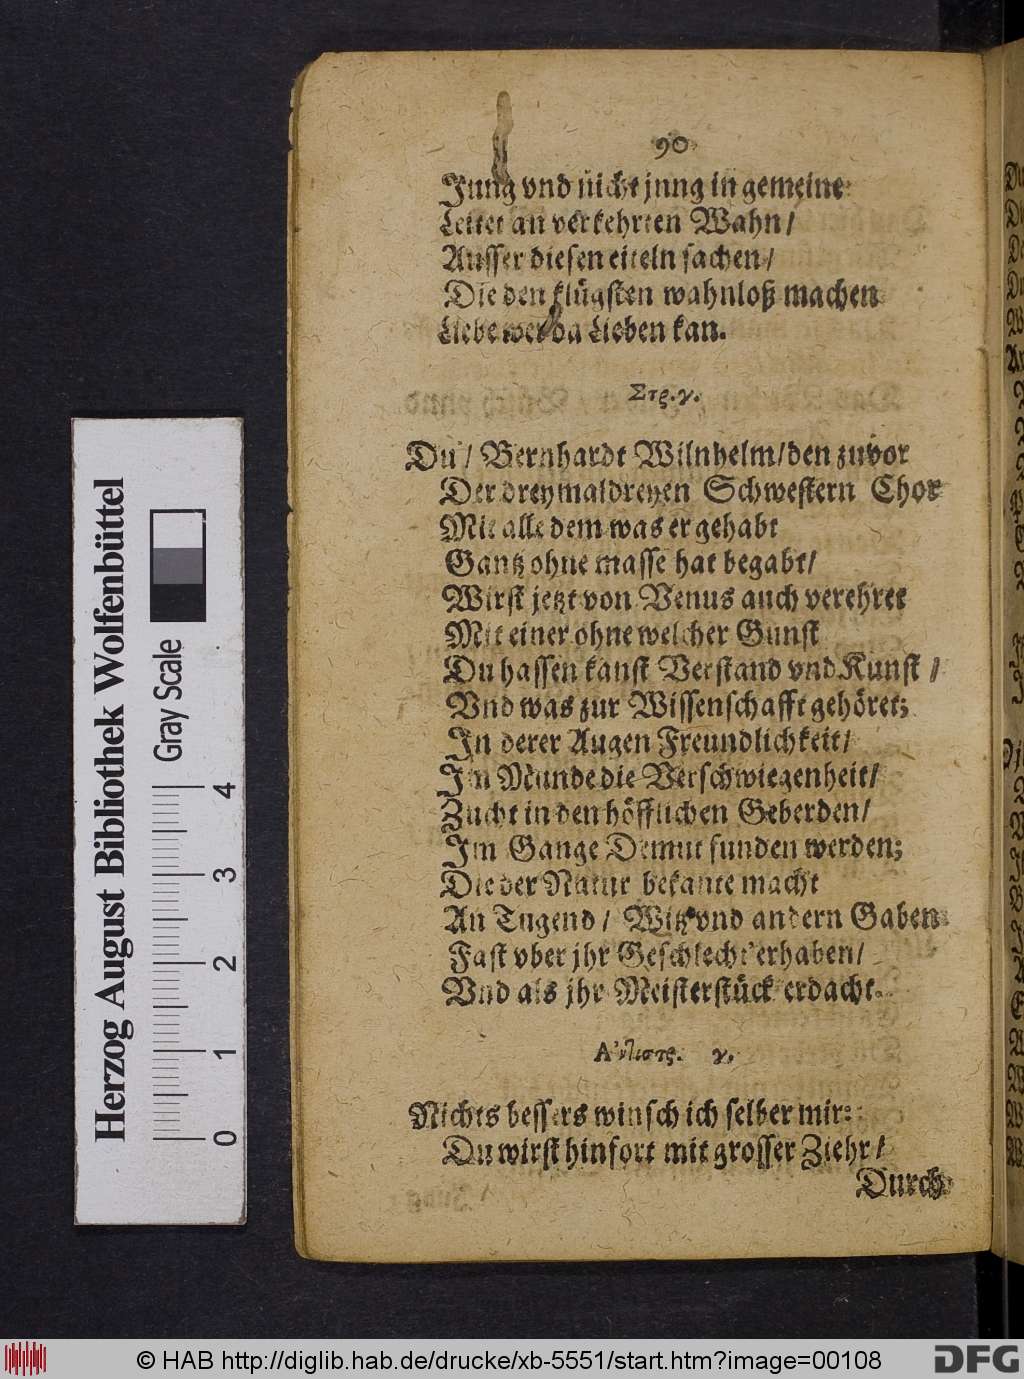 90
Jung vnd nicht jung in gemeine
Leitet an verkehrten Wahn/
Ausser diesen eiteln sachen/
Die den klügsten wahnloß machen
Liebe wer da Lieben kan.
Στρ. γ.
Du/ Bernhardt Wilnhelm/ den zuvor
Der dreymaldreyen Schwestern Chor
Mit alle dem was er gehabt
Gantz ohne masse hat begabt/
Wirst jetzt von Venus auch verehret
Mit einer ohne welcher Gunst
Du hassen kanst Verstand vnd Kunst/
Vnd was zur Wissenschafft gehöret;
In derer Augen Freundlichkeit/
Im Munde die Verschwiegenheit/
Zucht in den höfflichen Geberden/
Im Gange Demut funden werden;
Die der Natur bekante macht
An Tugend/ Witz vnd andern Gaben
Fast vber jhr Geschlecht erhaben/
Vnd als jhr Meisterstück erdacht.
Ἀντιστρ. γ.
Nichts bessers winsch ich selber mir:
Du wirst hinfort mit grosser Ziehr/
Durch
Herzog August Bibliothek Wolfenbüttel
Gray Scale
0 1 2 3 4
© HAB http://diglib.hab.de/drucke/xb-5551/start.htm?image=00108
DFG